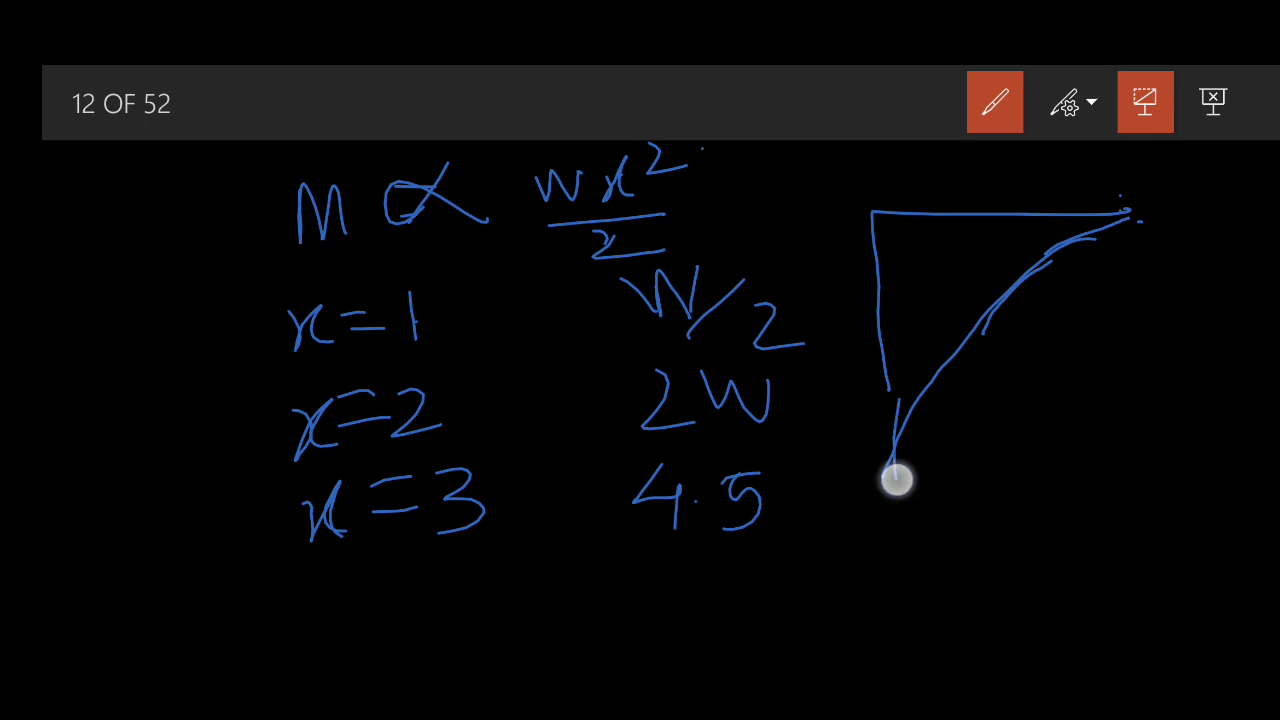 12 OF 52
M ∝ wx²/2
x=1 W/2
x=2 2W
x=3 4.5